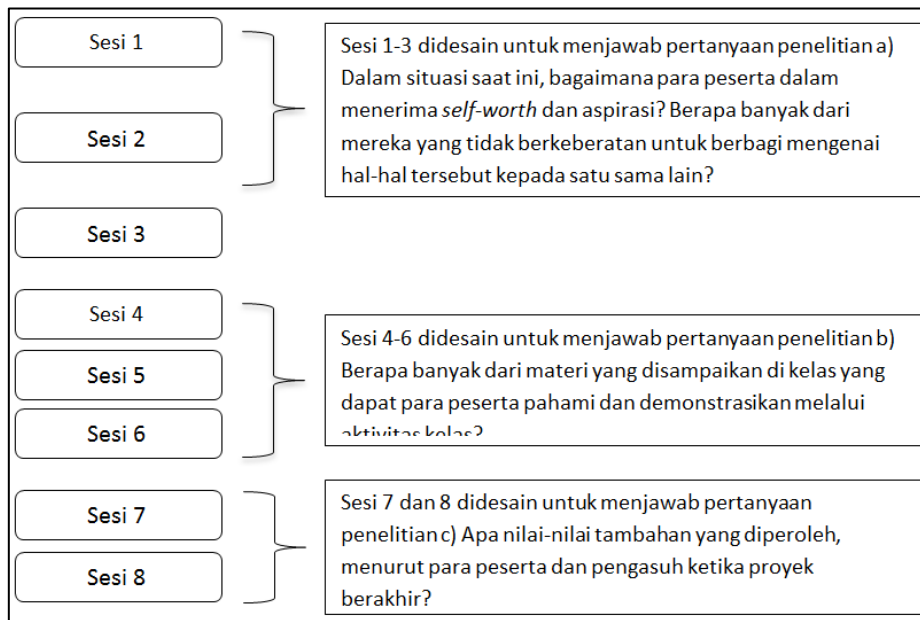 Sesi 1
Sesi 2
Sesi 3
Sesi 1-3 didesain untuk menjawab pertanyaan penelitian a)
Dalam situasi saat ini, bagaimana para peserta dalam
menerima self-worth dan aspirasi? Berapa banyak dari
mereka yang tidak berkeberatan untuk berbagi mengenai
hal-hal tersebut kepada satu sama lain?
Sesi 4
Sesi 5
Sesi 6
Sesi 4-6 didesain untuk menjawab pertanyaan penelitian b)
Berapa banyak dari materi yang disampaikan di kelas yang
dapat para peserta pahami dan demonstrasikan melalui
aktivitas kelas?
Sesi 7
Sesi 8
Sesi 7 dan 8 didesain untuk menjawab pertanyaan
penelitian c) Apa nilai-nilai tambahan yang diperoleh,
menurut para peserta dan pengasuh ketika proyek
berakhir?